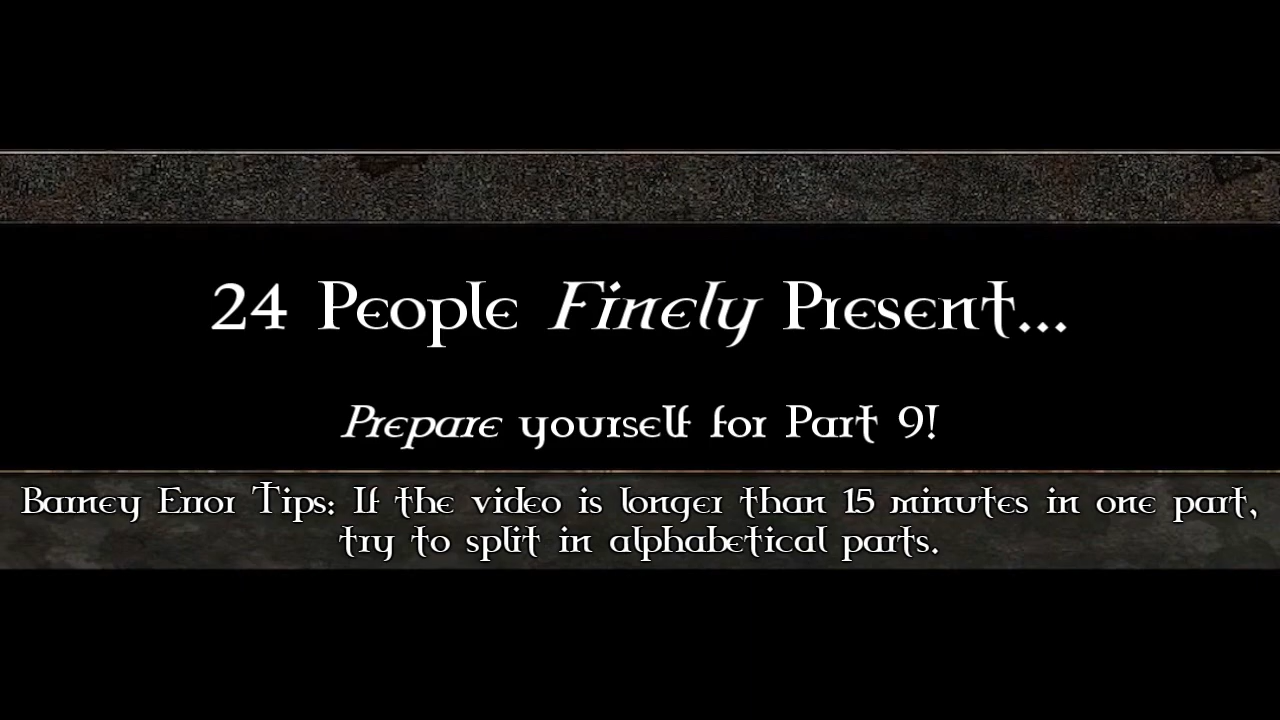 24 People Finely Present...
Prepare yourself for Part 9!
Barney Error Tips: If the video is longer than 15 minutes in one part,
try to split in alphabetical parts.